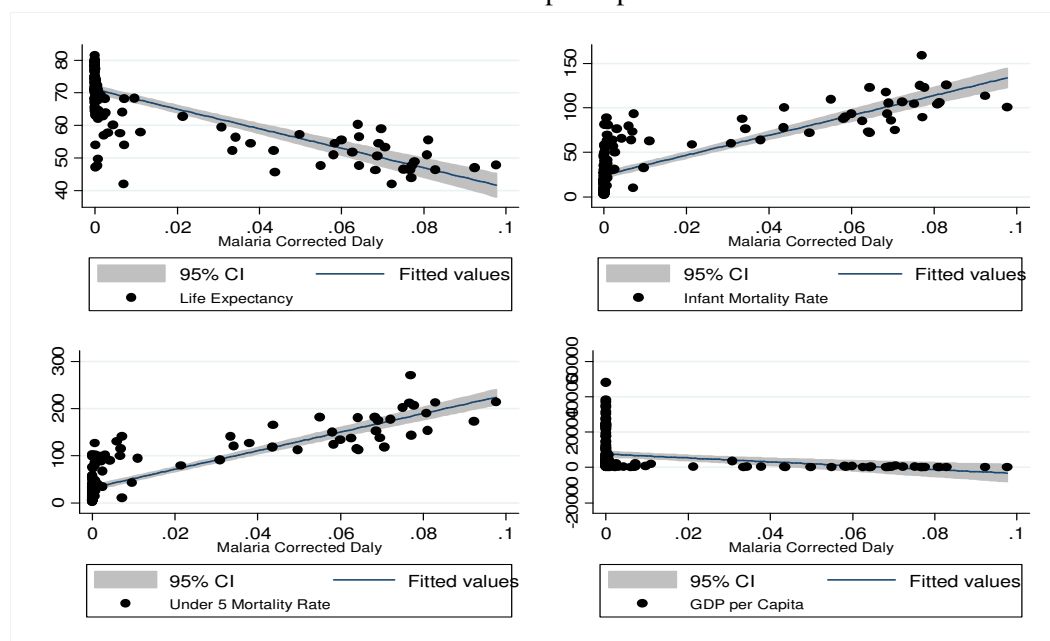 80
70
60
50
40
0 .02 .04 .06 .08 .1
Malaria Corrected Daly
95% CI Fitted values
Life Expectancy
150
100
50
0
0 .02 .04 .06 .08 .1
Malaria Corrected Daly
95% CI Fitted values
Infant Mortality Rate
300
200
100
0
0 .02 .04 .06 .08 .1
Malaria Corrected Daly
95% CI Fitted values
Under 5 Mortality Rate
60000
40000
20000
0
-20000
0 .02 .04 .06 .08 .1
Malaria Corrected Daly
95% CI Fitted values
GDP per Capita